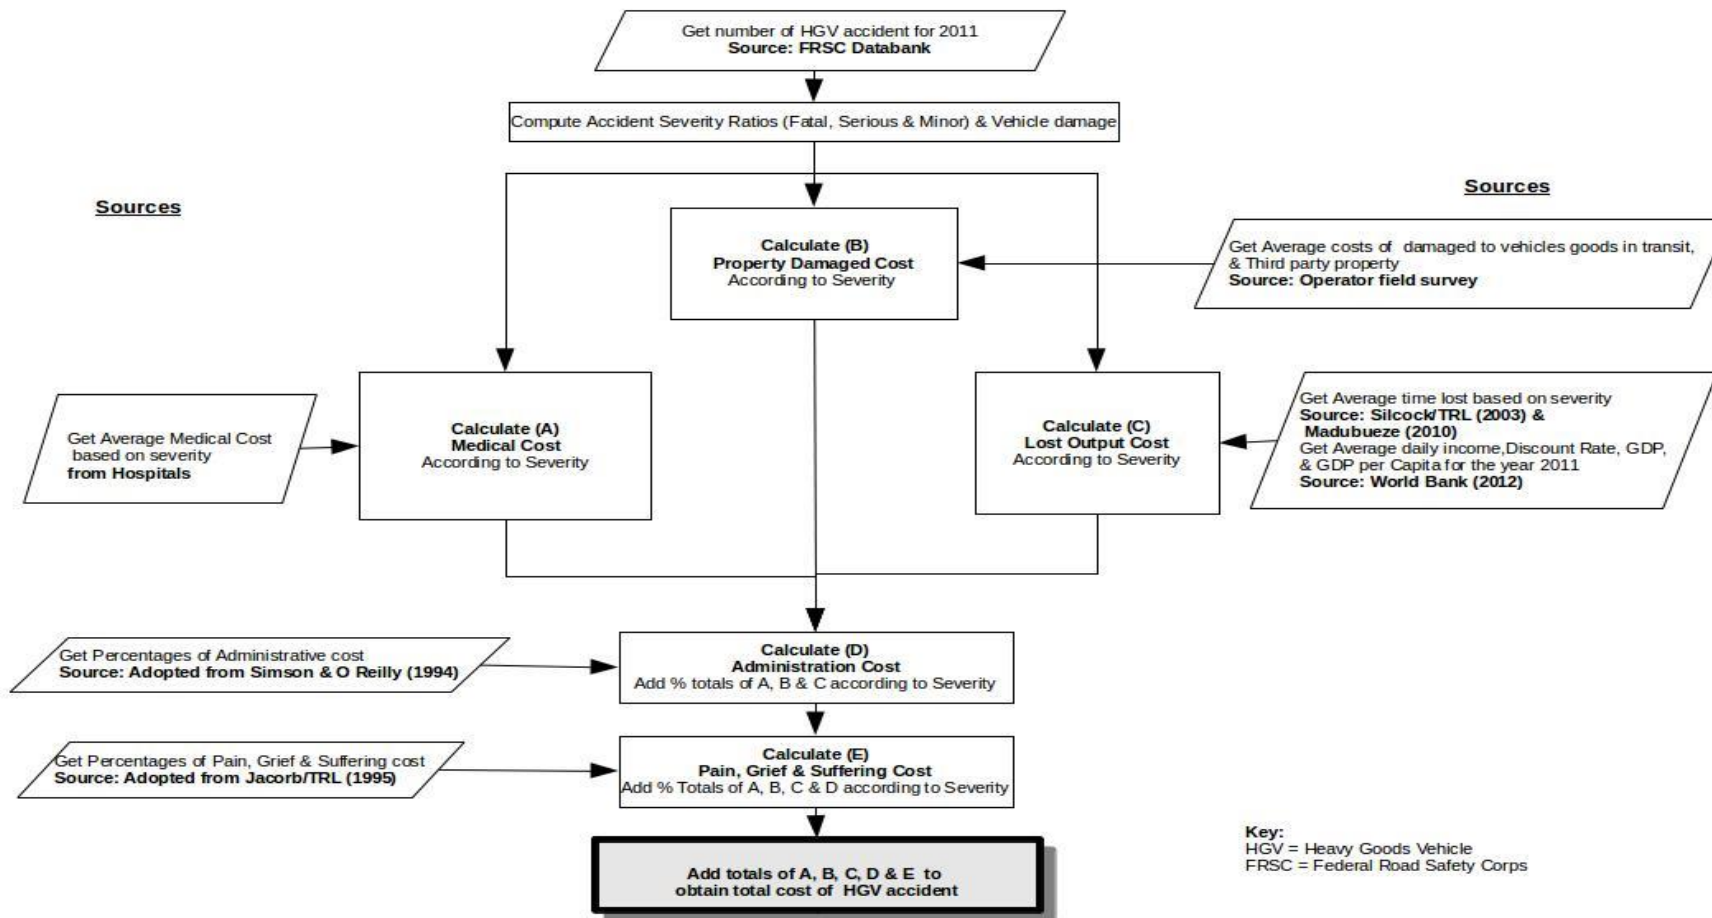 Get number of HGV accident for 2011
Source: FRSC Databank
Compute Accident Severity Ratios (Fatal, Serious & Minor) & Vehicle damage
Sources
Sources
Calculate (B)
Property Damaged Cost
According to Severity
Get Average costs of damaged to vehicles goods in transit,
& Third party property
Source: Operator field survey
Get Average Medical Cost
based on severity
from Hospitals
Calculate (A)
Medical Cost
According to Severity
Calculate (C)
Lost Output Cost
According to Severity
Get Average time lost based on severity
Source: Silcock/TRL (2003) &
Madubueze (2010)
Get Average daily income,Discount Rate, GDP,
& GDP per Capita for the year 2011
Source: World Bank (2012)
Get Percentages of Administrative cost
Source: Adopted from Simson & O Reilly (1994)
Calculate (D)
Administration Cost
Add % totals of A, B & C according to Severity
Get Percentages of Pain, Grief & Suffering cost
Source: Adopted from Jacorb/TRL (1995)
Calculate (E)
Pain, Grief & Suffering Cost
Add % Totals of A, B, C & D according to Severity
Add totals of A, B, C, D & E to
obtain total cost of HGV accident
Key:
HGV = Heavy Goods Vehicle
FRSC = Federal Road Safety Corps